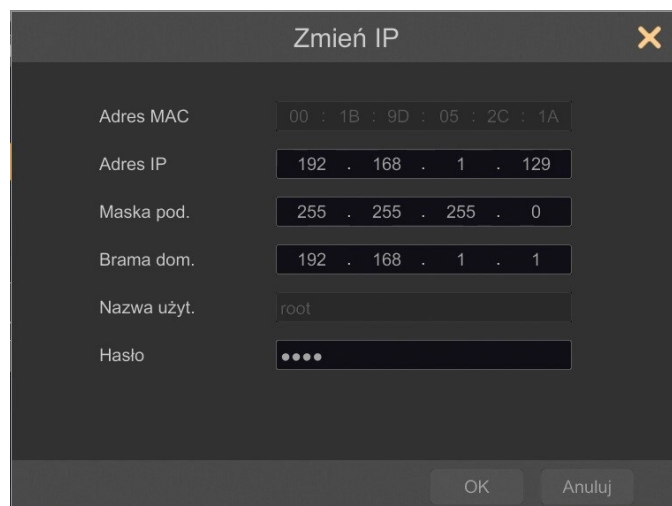 Zmień IP
Adres MAC 00 : 1B : 9D : 05 : 2C : 1A
Adres IP 192 . 168 . 1 . 129
Maska pod. 255 . 255 . 255 . 0
Brama dom. 192 . 168 . 1 . 1
Nazwa użyt. root
Hasło ●●●●
OK Anuluj